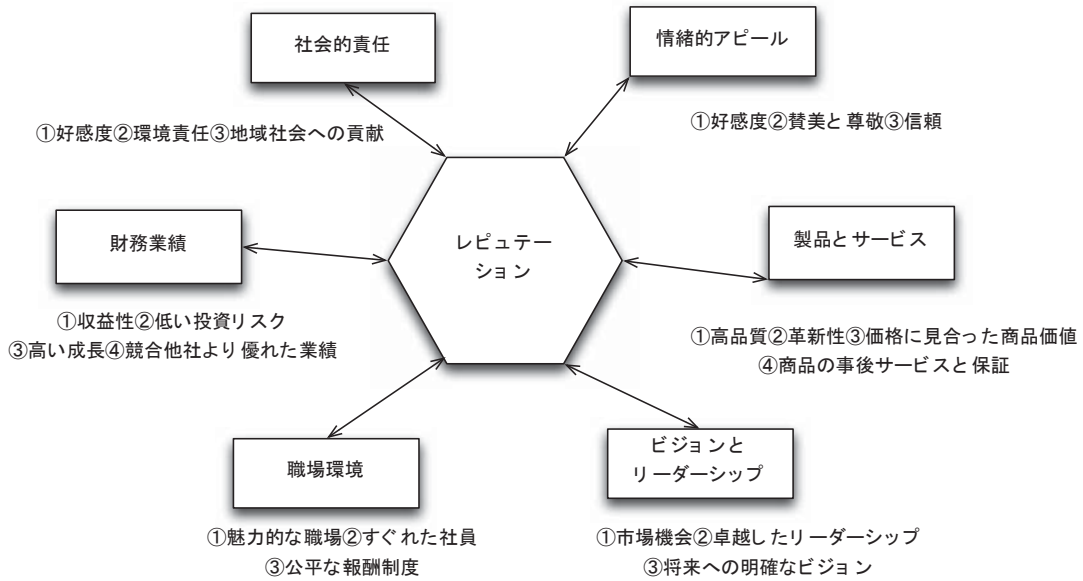 社会的責任
情緒的アピール
①好感度②環境責任③地域社会への貢献
①好感度②賛美と尊敬③信頼
財務業績
レピュテー
ション
製品とサービス
①収益性②低い投資リスク
③高い成長④競合他社より優れた業績
①高品質②革新性③価格に見合った商品価値
④商品の事後サービスと保証
職場環境
ビジョンと
リーダーシップ
①魅力的な職場②すぐれた社員
③公平な報酬制度
①市場機会②卓越したリーダーシップ
③将来への明確なビジョン